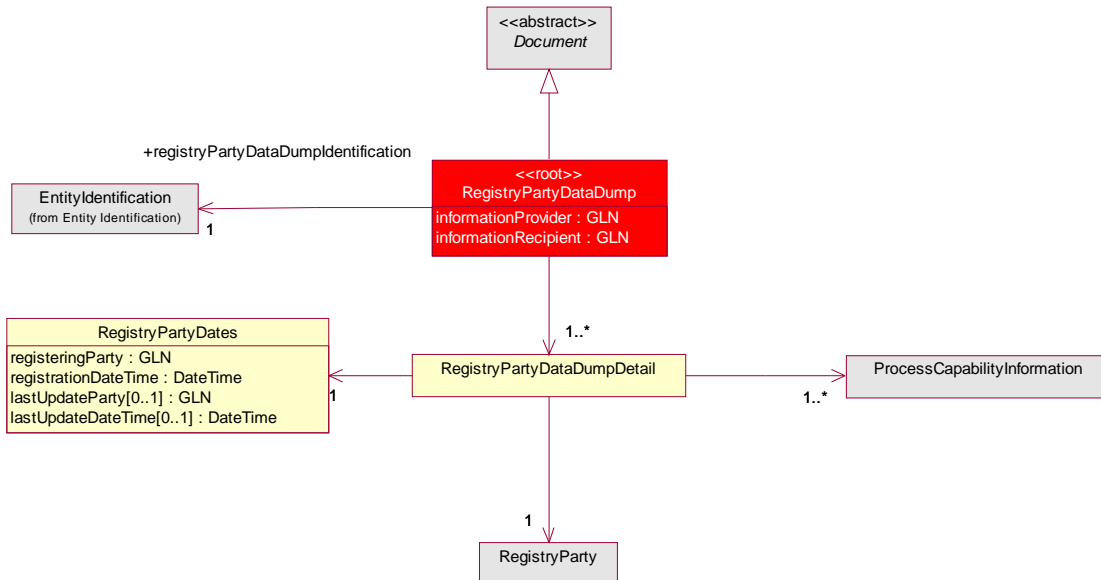 <<abstract>>
Document
+registryPartyDataDumpIdentification
<<root>>
RegistryPartyDataDump
informationProvider : GLN
informationRecipient : GLN
EntityIdentification
(from Entity Identification)
1
1..*
RegistryPartyDates
registeringParty : GLN
registrationDateTime : DateTime
lastUpdateParty[0..1] : GLN
lastUpdateDateTime[0..1] : DateTime
1
RegistryPartyDataDumpDetail
ProcessCapabilityInformation
1..*
1
RegistryParty